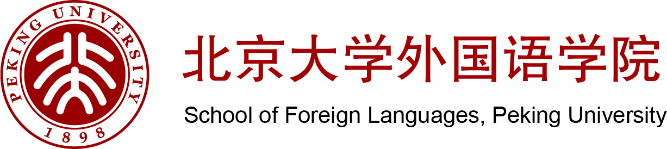 PEKING UNIVERSITY
1898
北京大学外国语学院
School of Foreign Languages, Peking University